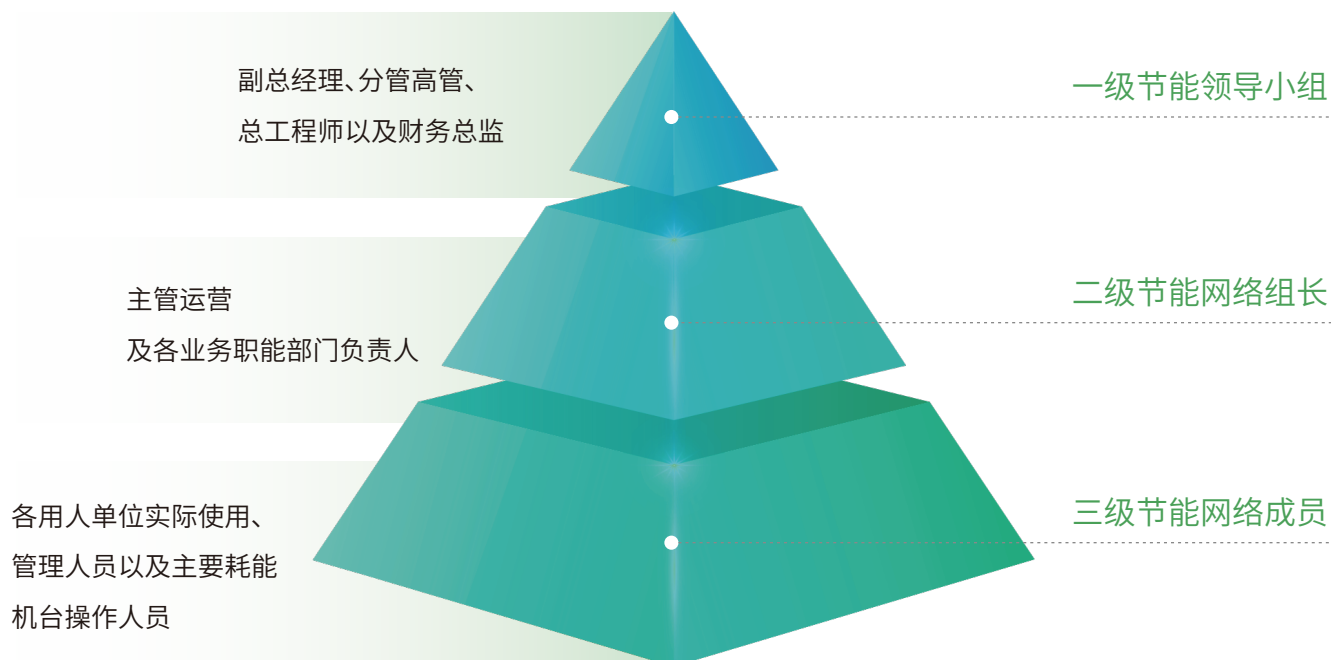 副总经理、分管高管、
总工程师以及财务总监
一级节能领导小组
主管运营
及各业务职能部门负责人
二级节能网络组长
各用人单位实际使用、
管理人员以及主要耗能
机台操作人员
三级节能网络成员